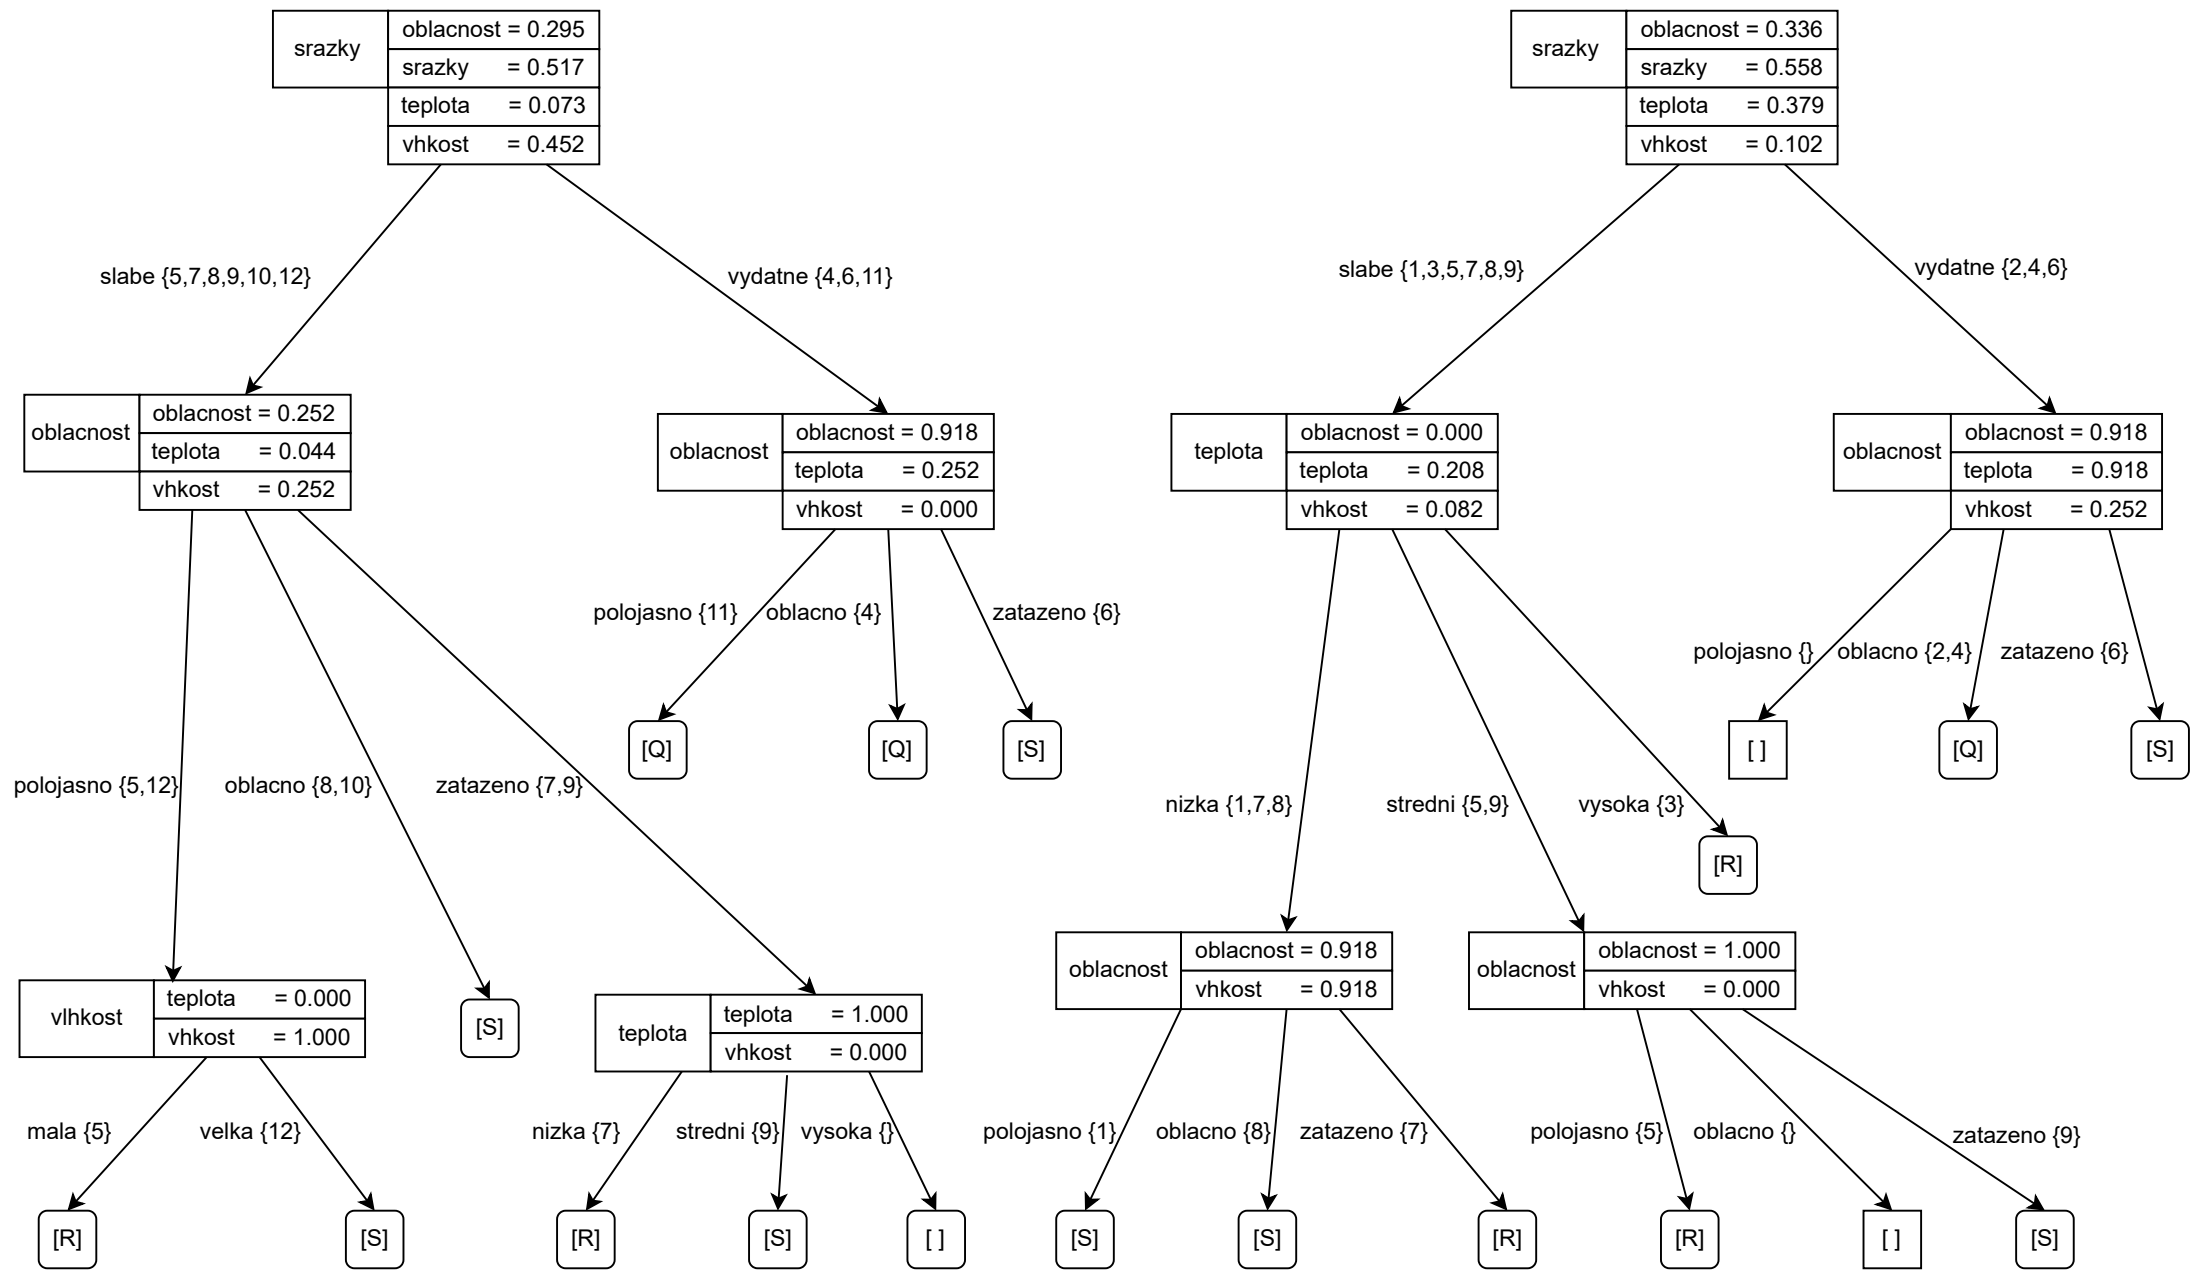 srazky
oblacnost = 0.295
srazky = 0.517
teplota = 0.073
vhkost = 0.452
slabe {5,7,8,9,10,12}
vydatne {4,6,11}
oblacnost
oblacnost = 0.252
teplota = 0.044
vhkost = 0.252
oblacnost
oblacnost = 0.918
teplota = 0.252
vhkost = 0.000
polojasno {11}
oblacno {4}
zatazeno {6}
[Q]
[Q]
[S]
polojasno {5,12}
oblacno {8,10}
zatazeno {7,9}
vlhkost
teplota = 0.000
vhkost = 1.000
[S]
teplota
teplota = 1.000
vhkost = 0.000
mala {5}
velka {12}
nizka {7}
stredni {9}
vysoka {}
[R]
[S]
[R]
[S]
[ ]
srazky
oblacnost = 0.336
srazky = 0.558
teplota = 0.379
vhkost = 0.102
slabe {1,3,5,7,8,9}
vydatne {2,4,6}
teplota
oblacnost = 0.000
teplota = 0.208
vhkost = 0.082
oblacnost
oblacnost = 0.918
teplota = 0.918
vhkost = 0.252
polojasno {}
oblacno {2,4}
zatazeno {6}
[ ]
[Q]
[S]
nizka {1,7,8}
stredni {5,9}
vysoka {3}
[R]
oblacnost
oblacnost = 0.918
vhkost = 0.918
oblacnost
oblacnost = 1.000
vhkost = 0.000
polojasno {1}
oblacno {8}
zatazeno {7}
polojasno {5}
oblacno {}
zatazeno {9}
[S]
[S]
[R]
[R]
[ ]
[S]